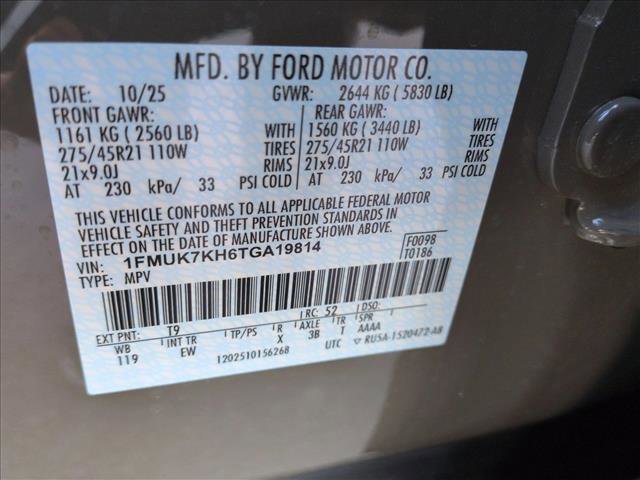 MFD. BY FORD MOTOR CO.
DATE: 10/25 GVWR: 2644 KG ( 5830 LB)
FRONT GAWR: REAR GAWR:
1161 KG ( 2560 LB) 1560 KG ( 3440 LB)
275/45R21 110W TIRES 275/45R21 110W TIRES
21x9.0J RIMS 21x9.0J RIMS
AT 230 kPa/ 33 PSI COLD AT 230 kPa/ 33 PSI COLD
THIS VEHICLE CONFORMS TO ALL APPLICABLE FEDERAL MOTOR
VEHICLE SAFETY AND THEFT PREVENTION STANDARDS IN
EFFECT ON THE DATE OF MANUFACTURE SHOWN ABOVE.
VIN: 1FMUK7KH6TGA19814 F0098
TYPE: MPV T0186
EXT PNT: T9 RC: 52 DSO:
WB INT TR TP/PS R AXLE TR SPR
119 EW X 3B T AAAA
1202510156268 UTC ▽ RU5A-1520472-AB